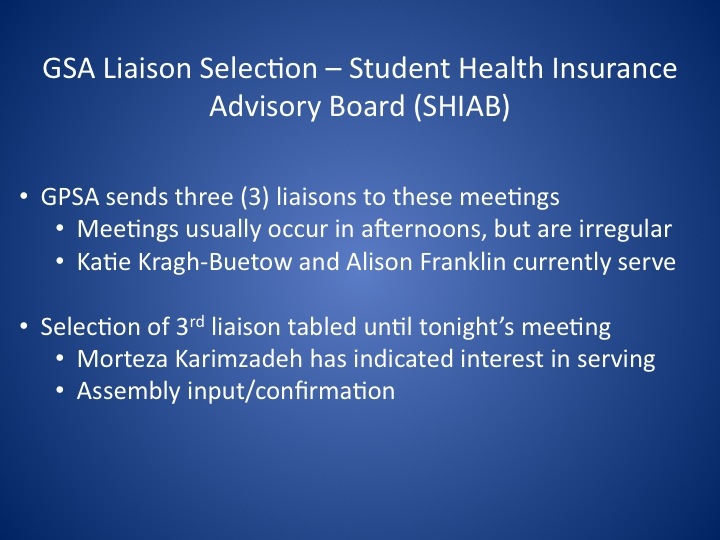 GSA Liaison Selection – Student Health Insurance
Advisory Board (SHIAB)
• GPSA sends three (3) liaisons to these meetings
• Meetings usually occur in afternoons, but are irregular
• Katie Kragh-Buetow and Alison Franklin currently serve
• Selection of 3rd liaison tabled until tonight’s meeting
• Morteza Karimzadeh has indicated interest in serving
• Assembly input/confirmation